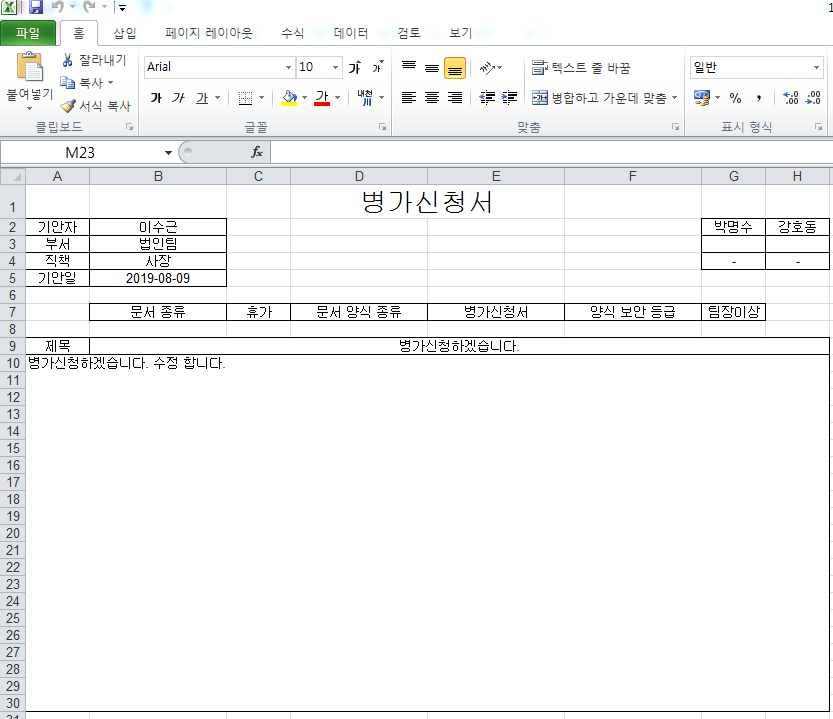 파일 홈 삽입 페이지 레이아웃 수식 데이터 검토 보기
붙여넣기 잘라내기 복사 서식 복사 클립보드
Arial 10 가 가
가 가 가 가 내천 川
글꼴
텍스트 줄 바꿈
병합하고 가운데 맞춤
맞춤
일반
% , .00 .00
표시 형식
M23 fx
A B C D E F G H
1 병가신청서
2 기안자 이수근 박명수 강호동
3 부서 법인팀
4 직책 사장 - -
5 기안일 2019-08-09
6
7 문서 종류 휴가 문서 양식 종류 병가신청서 양식 보안 등급 팀장이상
8
9 제목 병가신청하겠습니다.
10 병가신청하겠습니다. 수정 합니다.
11
12
13
14
15
16
17
18
19
20
21
22
23
24
25
26
27
28
29
30